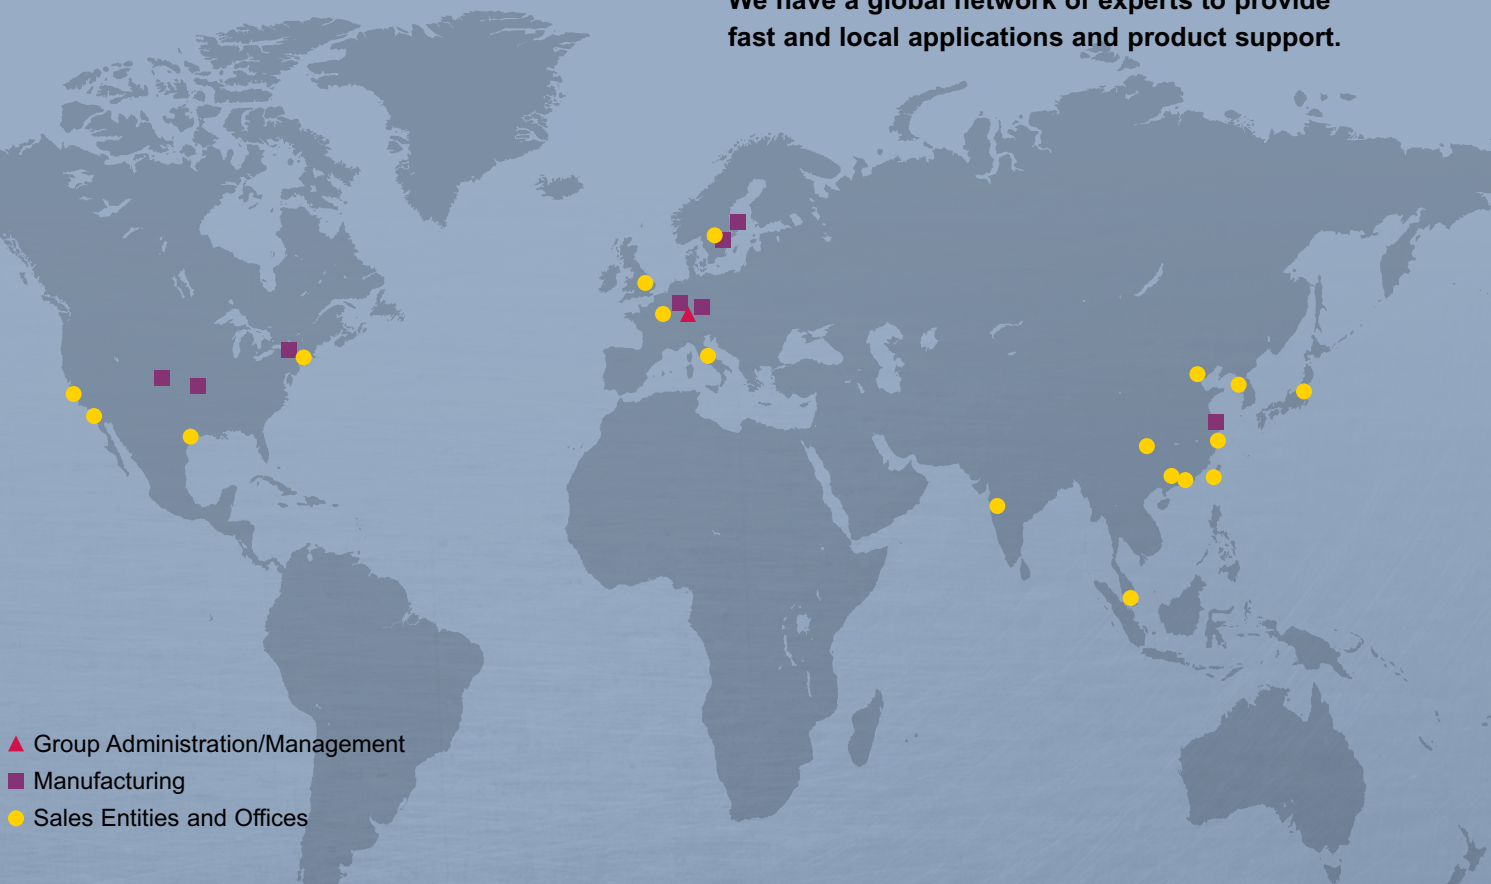 We have a global network of experts to provide
fast and local applications and product support.
Group Administration/Management
Manufacturing
Sales Entities and Offices